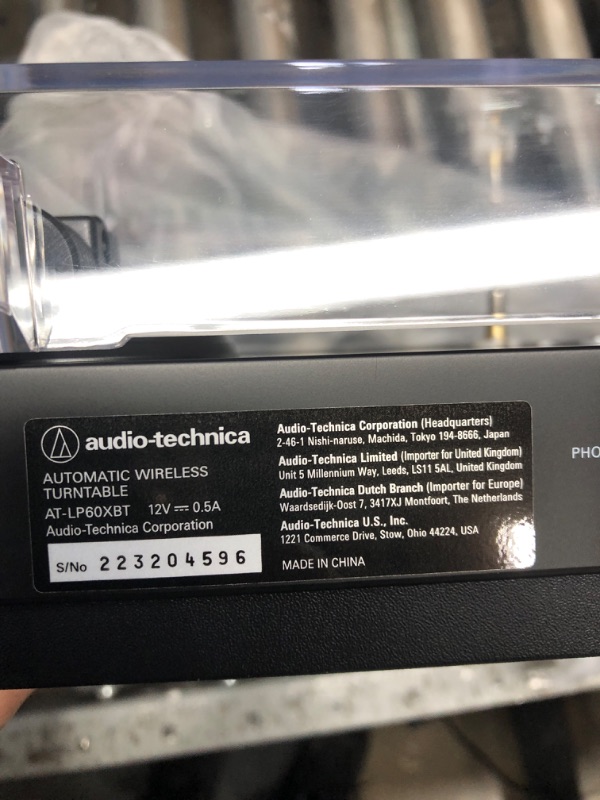 audio-technica
AUTOMATIC WIRELESS
TURNTABLE
AT-LP60XBT 12V ⎓ 0.5A
Audio-Technica Corporation
S/No 223204596
Audio-Technica Corporation (Headquarters)
2-46-1 Nishi-naruse, Machida, Tokyo 194-8666, Japan
Audio-Technica Limited (Importer for United Kingdom)
Unit 5 Millennium Way, Leeds, LS11 5AL, United Kingdom
Audio-Technica Dutch Branch (Importer for Europe)
Waardsedijk-Oost 7, 3417XJ Montfoort, The Netherlands
Audio-Technica U.S., Inc.
1221 Commerce Drive, Stow, Ohio 44224, USA
MADE IN CHINA
PHO